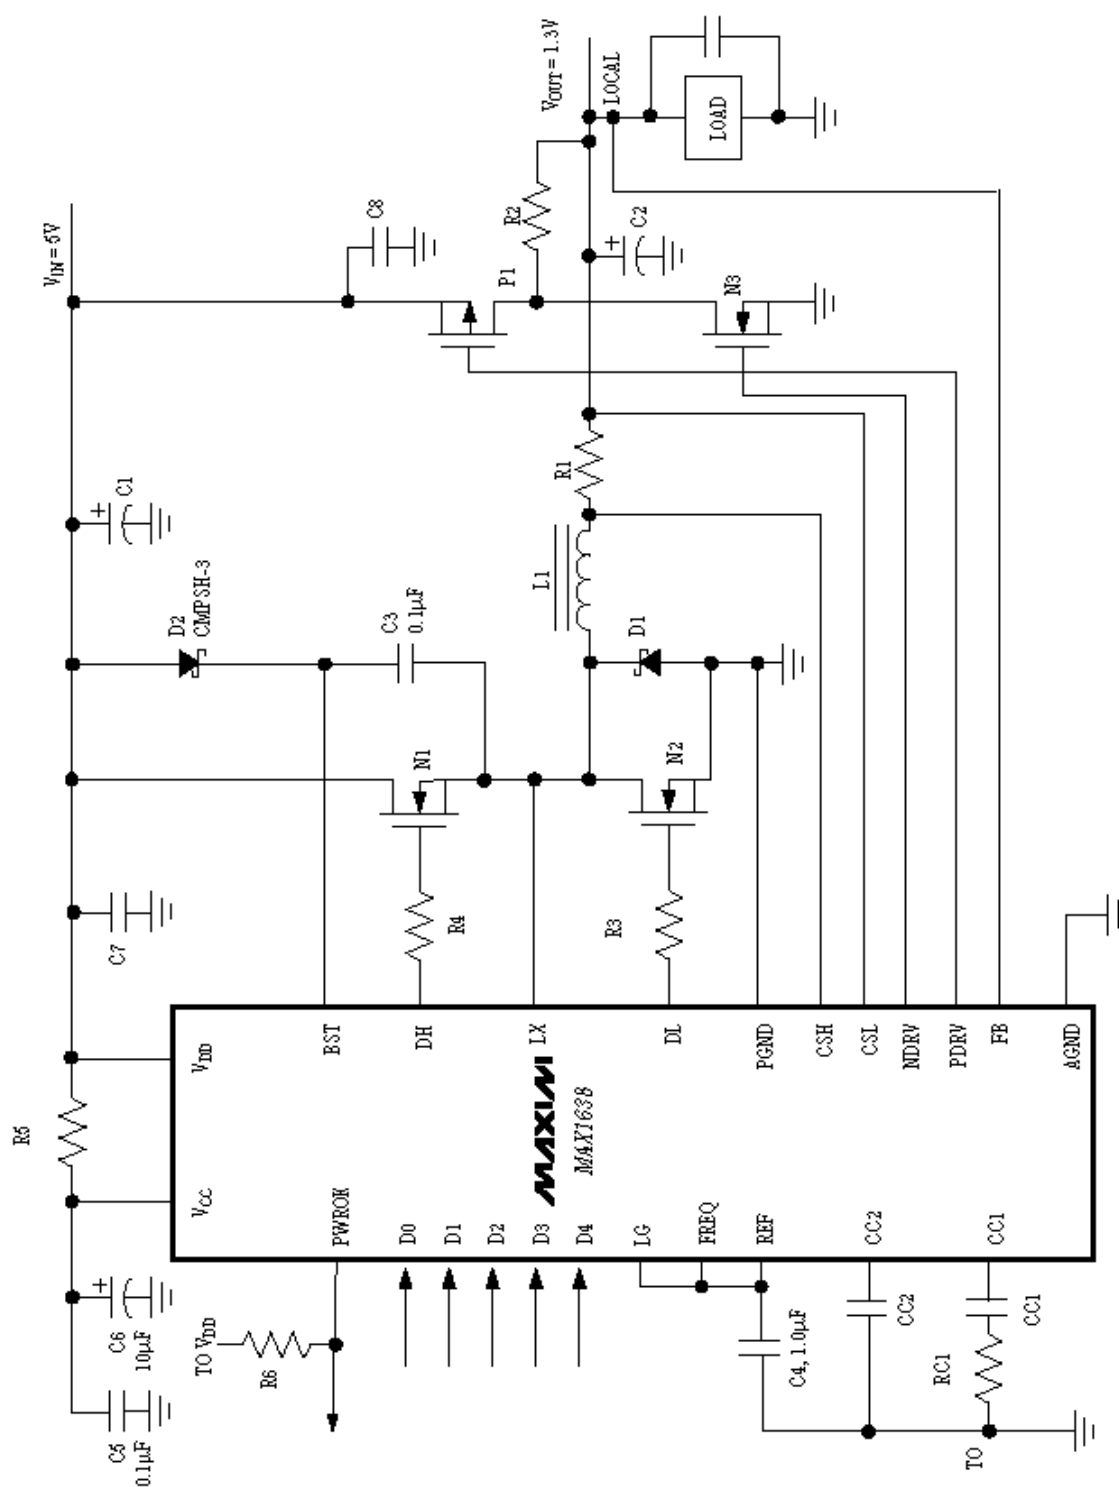 R5
VIN = 5V
C5
0.1µF
C6
10µF
C7
C1
VCC
VDD
TO VDD
R6
D2
CMPSH-3
C8
PWROK
BST
C3
0.1µF
D0
DH
R4
N1
D1
P1
R2
D2
D3
LX
L1
R1
VOUT = 1.3V
MAXIM
MAX1638
D4
LOCAL
LG
R3
D1
C2
DL
N2
FREQ
LOAD
N3
REF
PGND
C4, 1.0µF
CSH
CC2
CC2
CSL
NDRV
RC1
PDRV
TO
CC1
CC1
FB
AGND